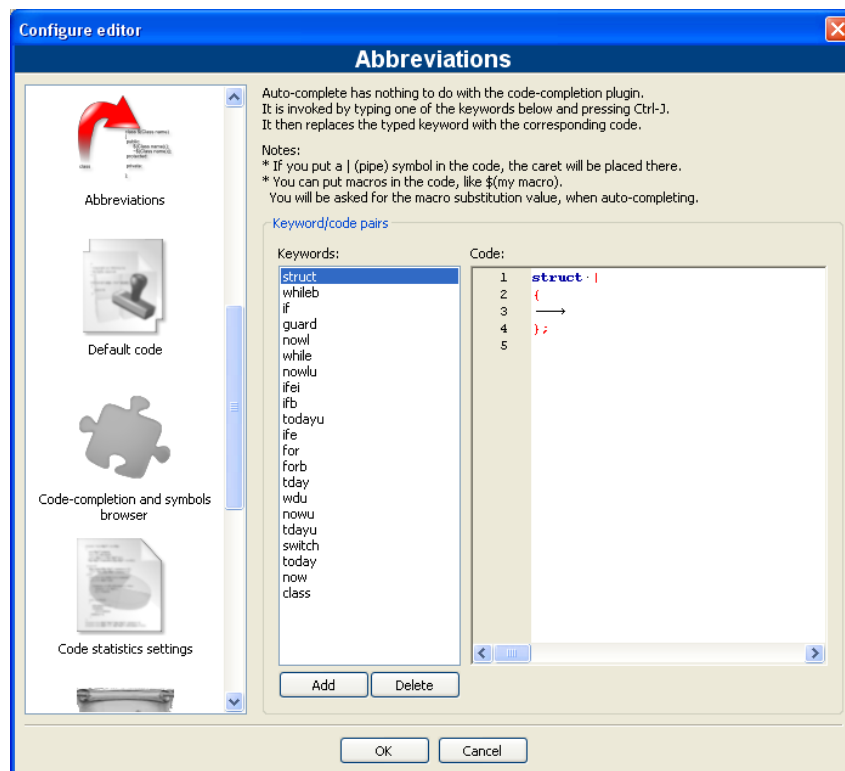 Configure editor
Abbreviations
Abbreviations
Default code
Code-completion and symbols
browser
Code statistics settings
Auto-complete has nothing to do with the code-completion plugin.
It is invoked by typing one of the keywords below and pressing Ctrl-J.
It then replaces the typed keyword with the corresponding code.
Notes:
* If you put a | (pipe) symbol in the code, the caret will be placed there.
* You can put macros in the code, like $(my macro).
You will be asked for the macro substitution value, when auto-completing.
Keyword/code pairs
Keywords:
struct
whileb
if
guard
nowl
while
nowlu
ifei
ifb
todayu
ife
for
forb
tday
wdu
nowu
tdayu
switch
today
now
class
Add Delete
Code:
1 struct |
2 {
3
4 };
5
OK Cancel